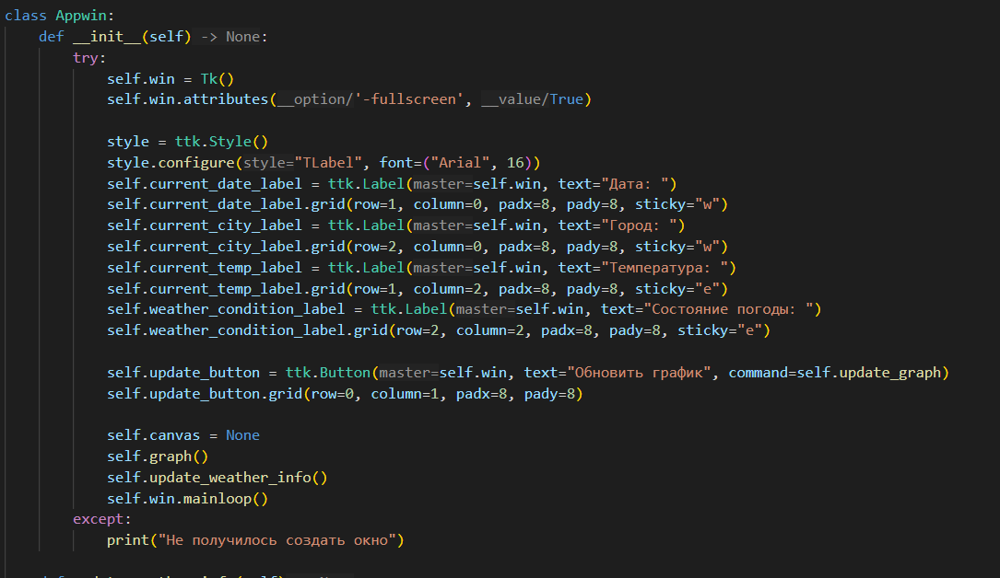 class Appwin:
def __init__(self) -> None:
try:
self.win = Tk()
self.win.attributes(__option/'-fullscreen', __value/True)
style = ttk.Style()
style.configure(style="TLabel", font=("Arial", 16))
self.current_date_label = ttk.Label(master=self.win, text="Дата: ")
self.current_date_label.grid(row=1, column=0, padx=8, pady=8, sticky="w")
self.current_city_label = ttk.Label(master=self.win, text="Город: ")
self.current_city_label.grid(row=2, column=0, padx=8, pady=8, sticky="w")
self.current_temp_label = ttk.Label(master=self.win, text="Температура: ")
self.current_temp_label.grid(row=1, column=2, padx=8, pady=8, sticky="e")
self.weather_condition_label = ttk.Label(master=self.win, text="Состояние погоды: ")
self.weather_condition_label.grid(row=2, column=2, padx=8, pady=8, sticky="e")
self.update_button = ttk.Button(master=self.win, text="Обновить график", command=self.update_graph)
self.update_button.grid(row=0, column=1, padx=8, pady=8)
self.canvas = None
self.graph()
self.update_weather_info()
self.win.mainloop()
except:
print("Не получилось создать окно")